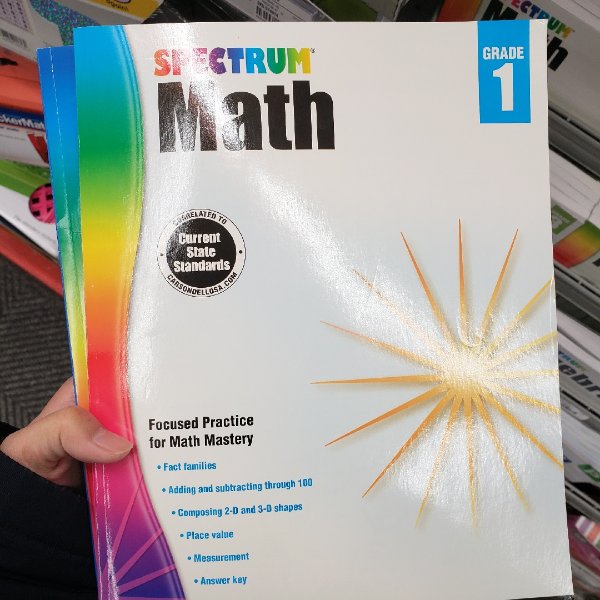 SPECTRUM®
Math
GRADE
1
CORRELATED TO
Current
State
Standards
CARSONDELLOSA.COM
Focused Practice
for Math Mastery
• Fact families
• Adding and subtracting through 100
• Composing 2-D and 3-D shapes
• Place value
• Measurement
• Answer key
Math